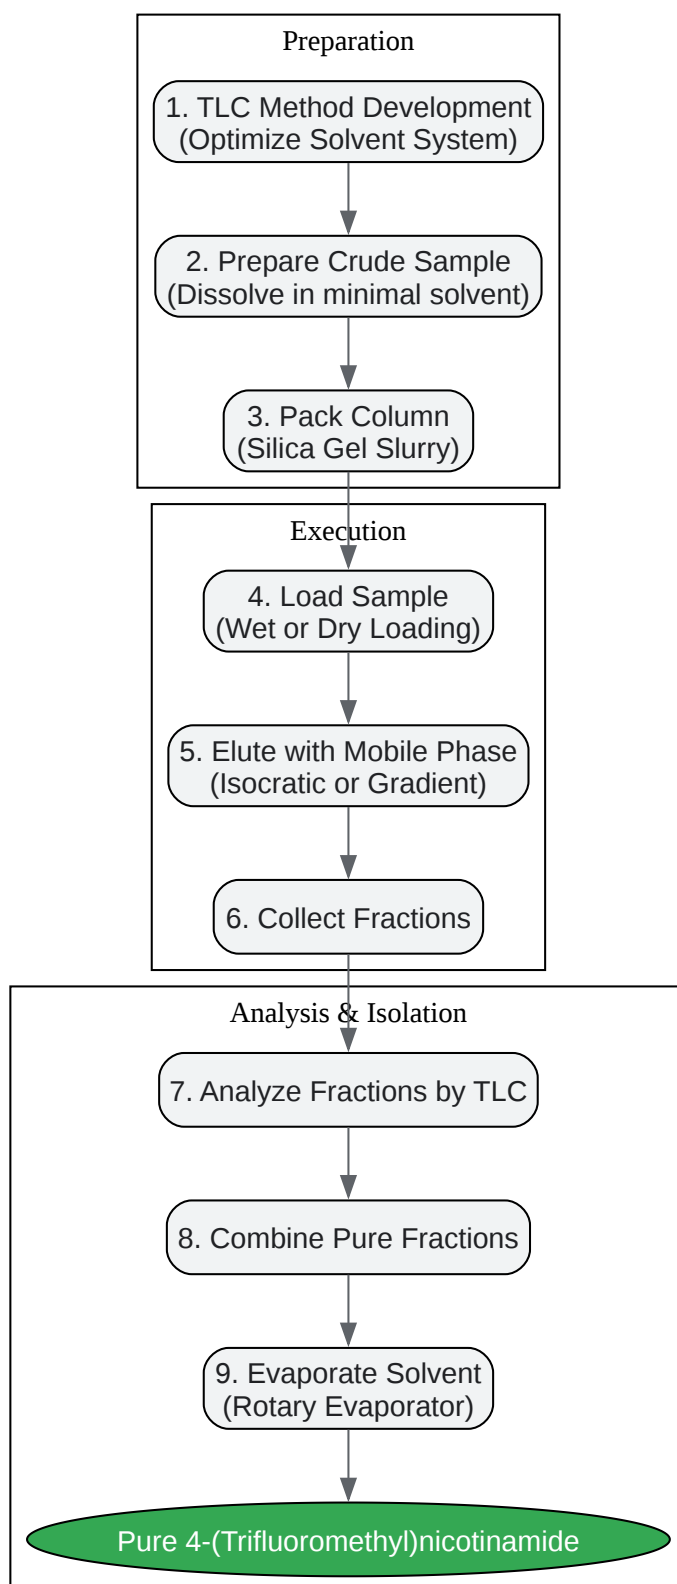 Preparation
1. TLC Method Development
(Optimize Solvent System)
2. Prepare Crude Sample
(Dissolve in minimal solvent)
3. Pack Column
(Silica Gel Slurry)
Execution
4. Load Sample
(Wet or Dry Loading)
5. Elute with Mobile Phase
(Isocratic or Gradient)
6. Collect Fractions
Analysis & Isolation
7. Analyze Fractions by TLC
8. Combine Pure Fractions
9. Evaporate Solvent
(Rotary Evaporator)
Pure 4-(Trifluoromethyl)nicotinamide